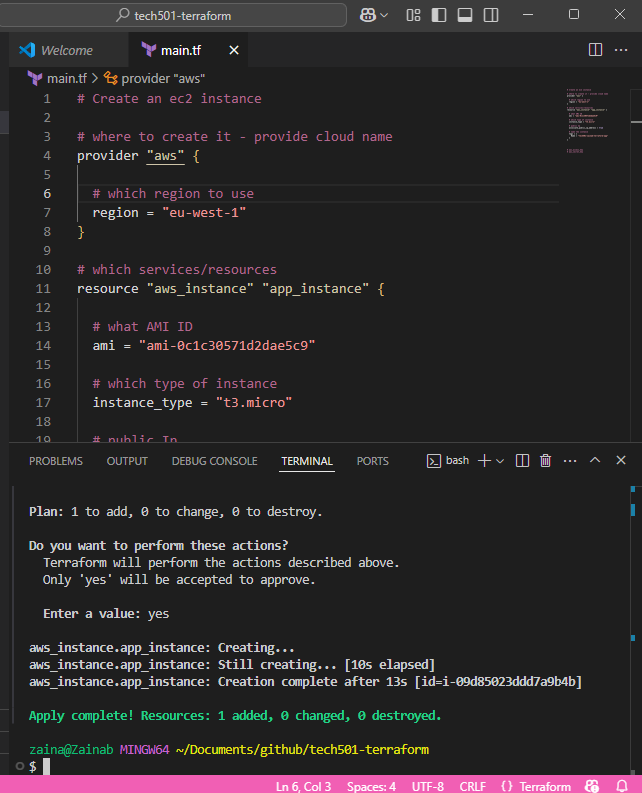 tech501-terraform
Welcome
main.tf
main.tf > provider "aws"
1 # Create an ec2 instance
2
3 # where to create it - provide cloud name
4 provider "aws" {
5
6 # which region to use
7 region = "eu-west-1"
8 }
9
10 # which services/resources
11 resource "aws_instance" "app_instance" {
12
13 # what AMI ID
14 ami = "ami-0c1c30571d2dae5c9"
15
16 # which type of instance
17 instance_type = "t3.micro"
18
19 # public In
PROBLEMS OUTPUT DEBUG CONSOLE TERMINAL PORTS bash
Plan: 1 to add, 0 to change, 0 to destroy.
Do you want to perform these actions?
Terraform will perform the actions described above.
Only 'yes' will be accepted to approve.
Enter a value: yes
aws_instance.app_instance: Creating...
aws_instance.app_instance: Still creating... [10s elapsed]
aws_instance.app_instance: Creation complete after 13s [id=i-09d85023ddd7a9b4b]
Apply complete! Resources: 1 added, 0 changed, 0 destroyed.
zaina@Zainab MINGW64 ~/Documents/github/tech501-terraform
$
Ln 6, Col 3 Spaces: 4 UTF-8 CRLF {} Terraform